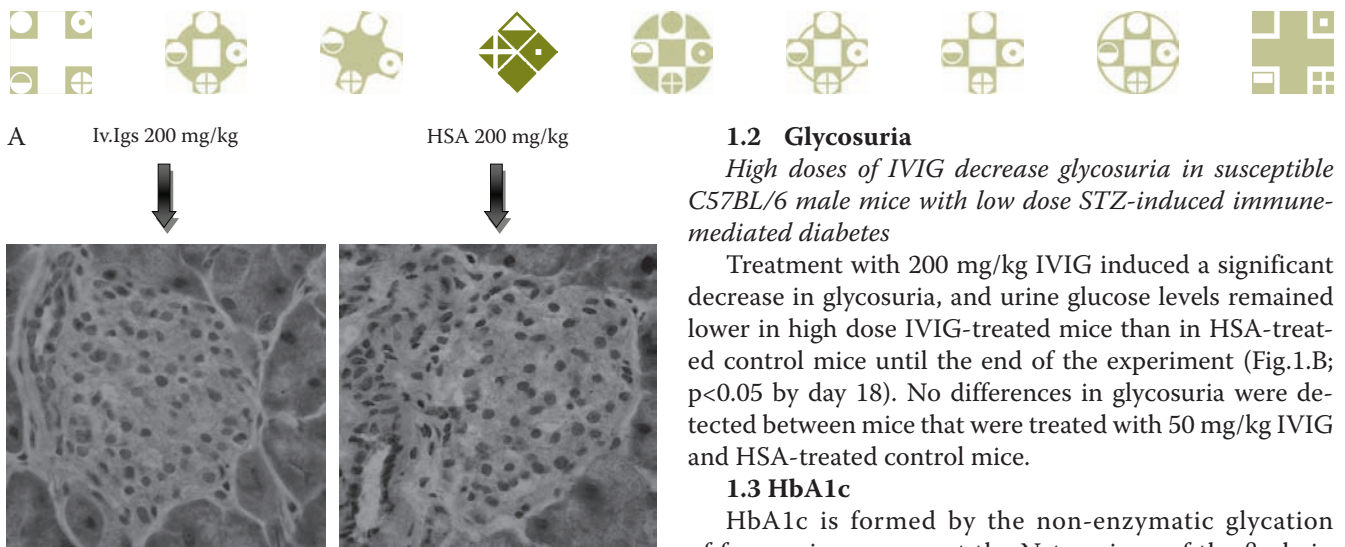 A
Iv.Igs 200 mg/kg
HSA 200 mg/kg
1.2 Glycosuria
High doses of IVIG decrease glycosuria in susceptible
C57BL/6 male mice with low dose STZ-induced immune-
mediated diabetes
Treatment with 200 mg/kg IVIG induced a significant
decrease in glycosuria, and urine glucose levels remained
lower in high dose IVIG-treated mice than in HSA-treat-
ed control mice until the end of the experiment (Fig.1.B;
p<0.05 by day 18). No differences in glycosuria were de-
tected between mice that were treated with 50 mg/kg IVIG
and HSA-treated control mice.
1.3 HbA1c
HbA1c is formed by the non-enzymatic glycation